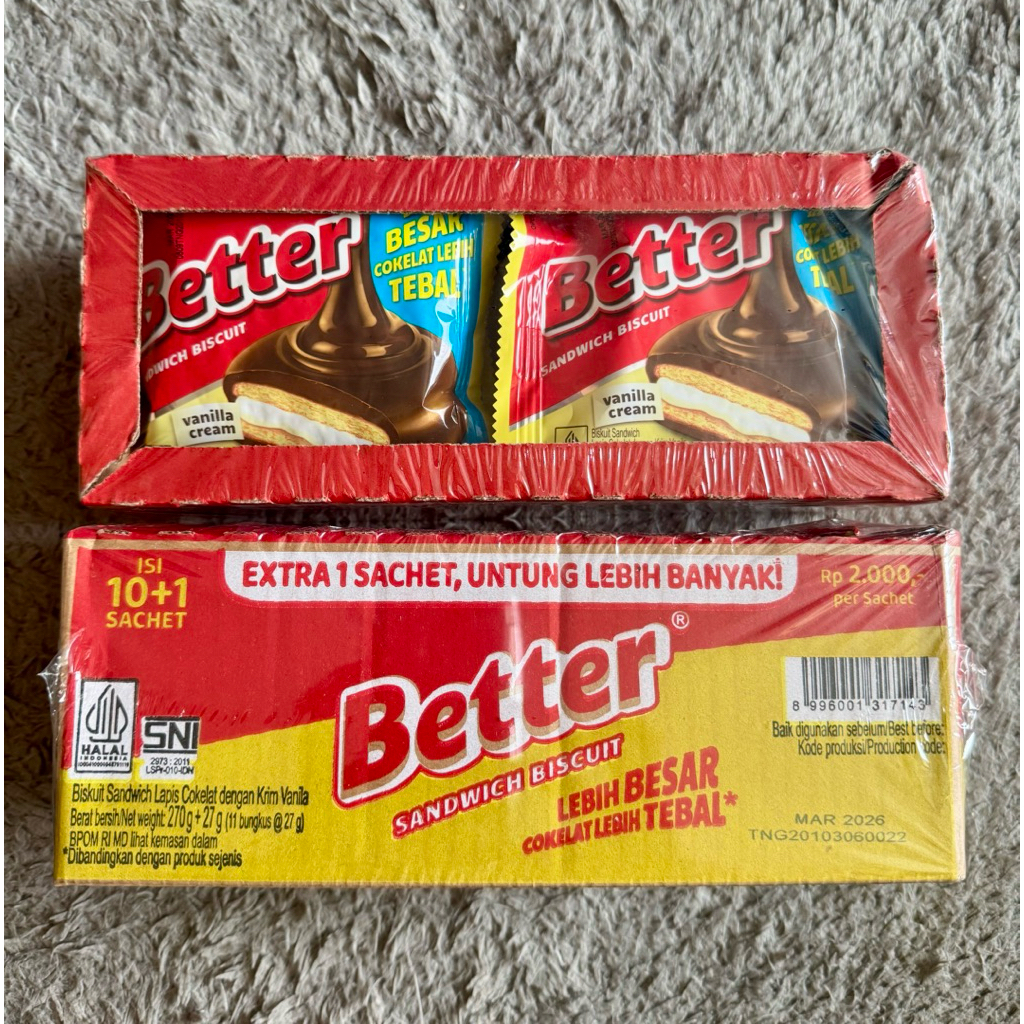 Better
SANDWICH BISCUIT
vanilla
cream
BESAR
COKELAT LEBIH
TEBAL
Better
SANDWICH BISCUIT
vanilla
cream
Biskuit Sandwich
ISI
10+1
SACHET
EXTRA 1 SACHET, UNTUNG LEBIH BANYAK!
Rp 2.000,-
per Sachet
Better®
SANDWICH BISCUIT
LEBIH BESAR
COKELAT LEBIH TEBAL*
HALAL
INDONESIA
SNI
2973 : 2011
LSPr-010-IDN
Biskuit Sandwich Lapis Cokelat dengan Krim Vanila
Berat bersih/Net weight: 270 g + 27 g (11 bungkus @ 27 g)
BPOM RI MD lihat kemasan dalam
*Dibandingkan dengan produk sejenis
8 996001 317143
Baik digunakan sebelum/Best before:
Kode produksi/Production code:
MAR 2026
TNG20103060022